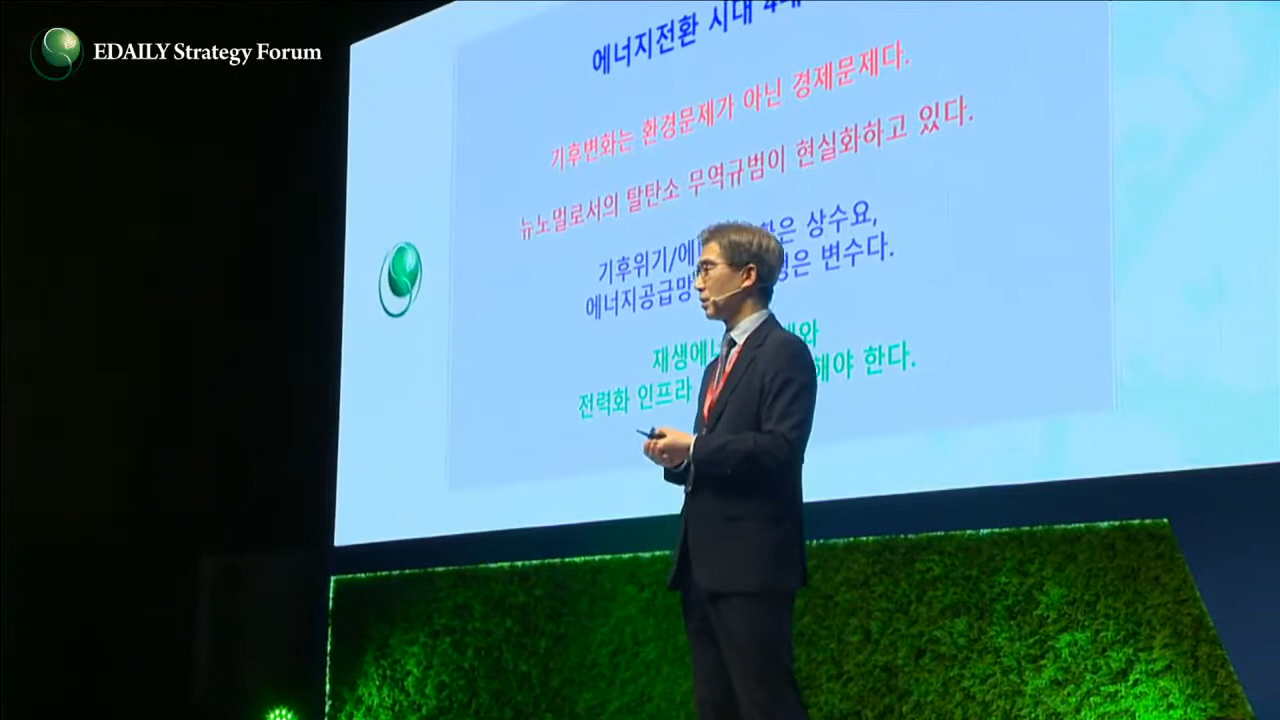 EDAILY Strategy Forum
에너지전환 시대 4대
기후변화는 환경문제가 아닌 경제문제다.
뉴노멀로서의 탈탄소 무역규범이 현실화하고 있다.
기후위기/에 은 상수요,
에너지공급망 은 변수다.
재생에너 와
전력화 인프라 해야 한다.